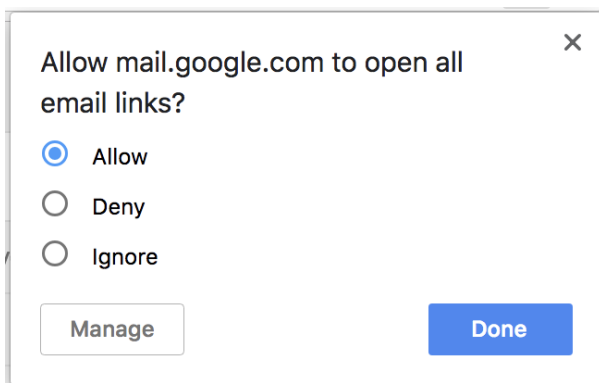 Allow mail.google.com to open all
email links?
Allow
Deny
Ignore
Manage
Done